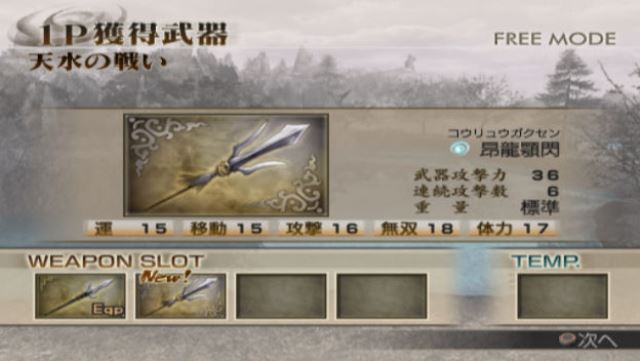 1P獲得武器
FREE MODE
天水の戦い
コウリュウガクセン
昂龍顎閃
武器攻撃力 36
連続攻撃数 6
重量 標準
運 15 移動 15 攻撃 16 無双 18 体力 17
WEAPON SLOT
TEMP.
New!
Eqp
次へ